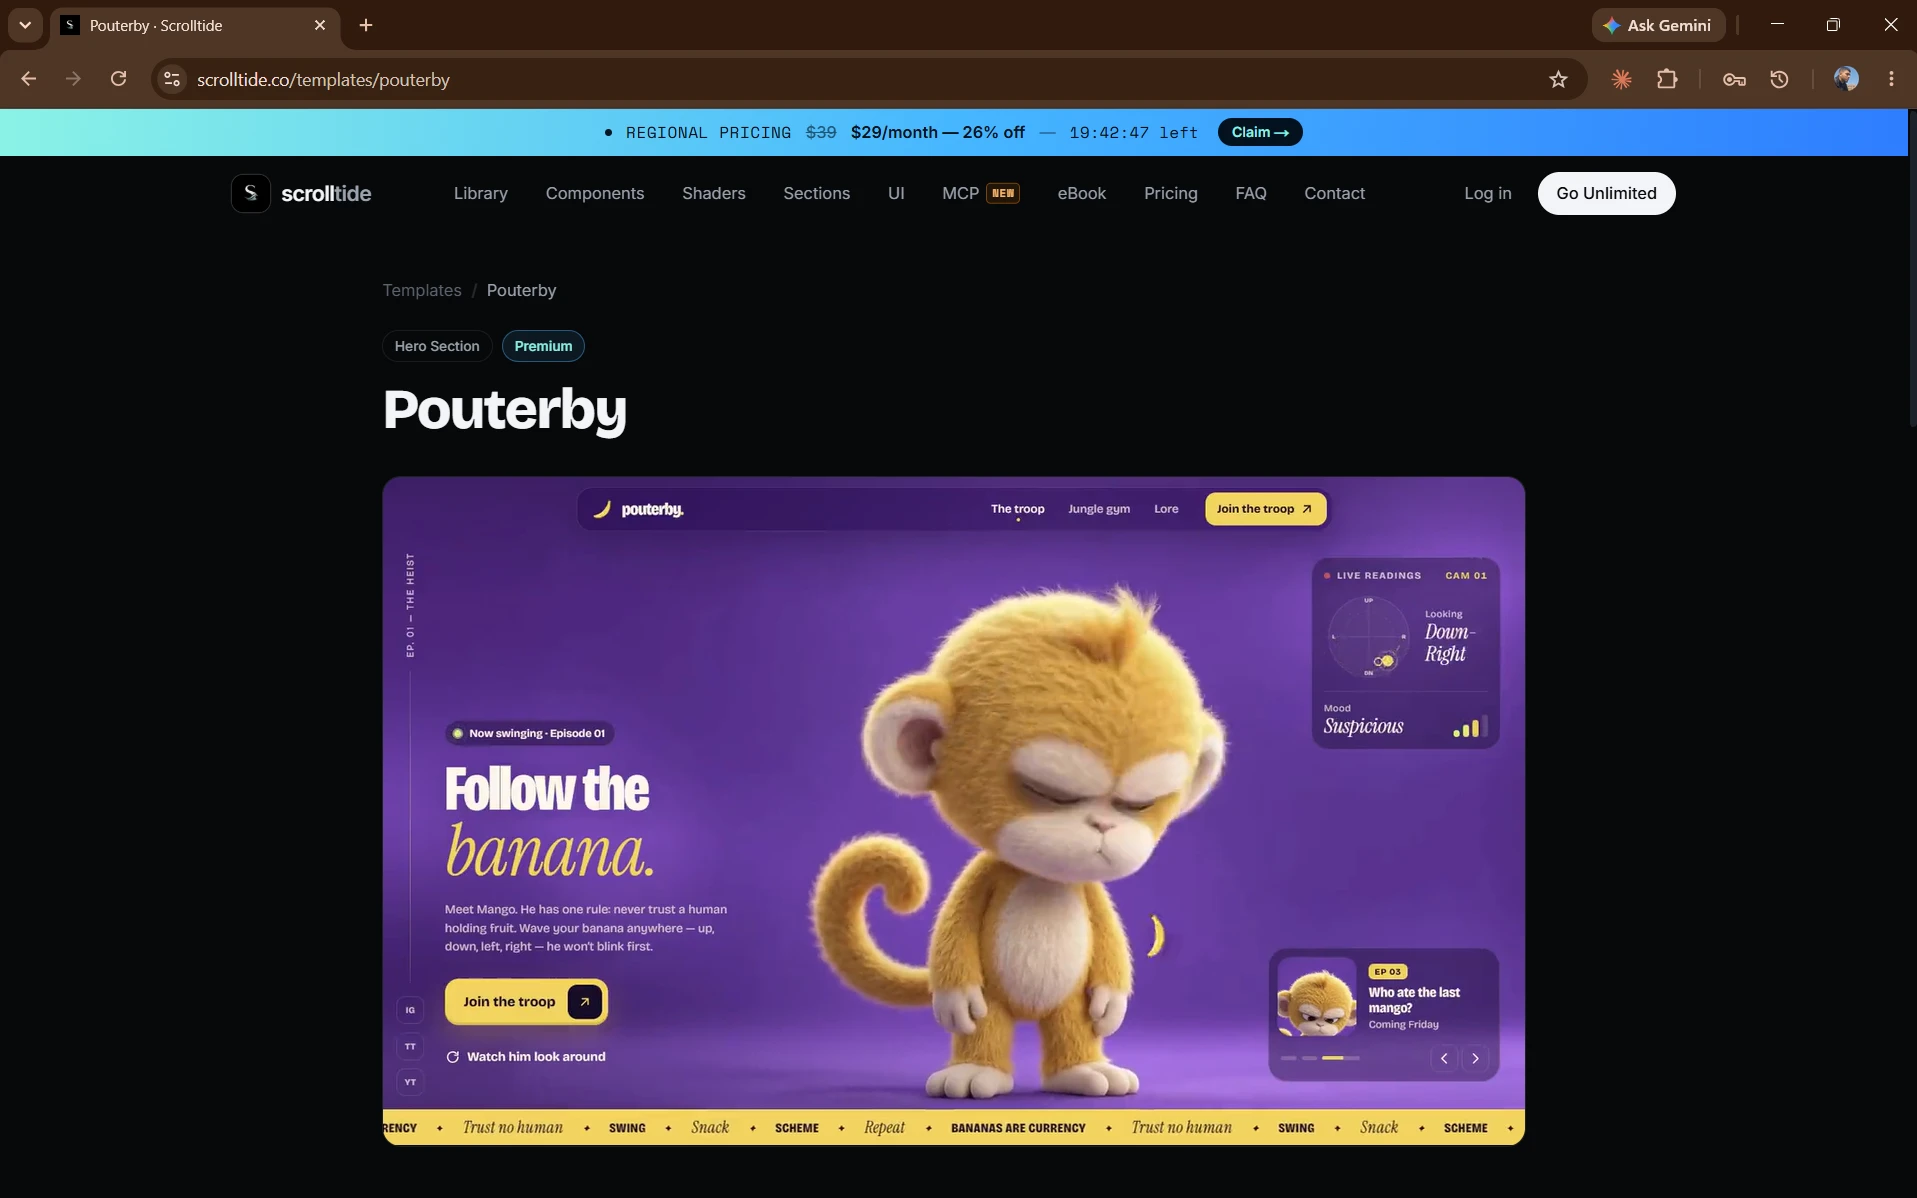 Pouterby · Scrolltide
Ask Gemini
scrolltide.co/templates/pouterby
REGIONAL PRICING $39 $29/month — 26% off — 19:42:47 left Claim →
S scrolltide Library Components Shaders Sections UI MCP NEW eBook Pricing FAQ Contact Log in Go Unlimited
Templates / Pouterby
Hero Section Premium
Pouterby
pouterby. The troop Jungle gym Lore Join the troop
EP. 01 — THE HEIST
LIVE READINGS CAM 01
UP
L R
DN
Looking
Down-
Right
Mood
Suspicious
Now swinging · Episode 01
Follow the
banana.
Meet Mango. He has one rule: never trust a human
holding fruit. Wave your banana anywhere — up,
down, left, right — he won't blink first.
Join the troop
Watch him look around
IG
TT
YT
EP 03
Who ate the last
mango?
Coming Friday
RENCY ✦ Trust no human ✦ SWING ✦ Snack ✦ SCHEME ✦ Repeat ✦ BANANAS ARE CURRENCY ✦ Trust no human ✦ SWING ✦ Snack ✦ SCHEME ✦